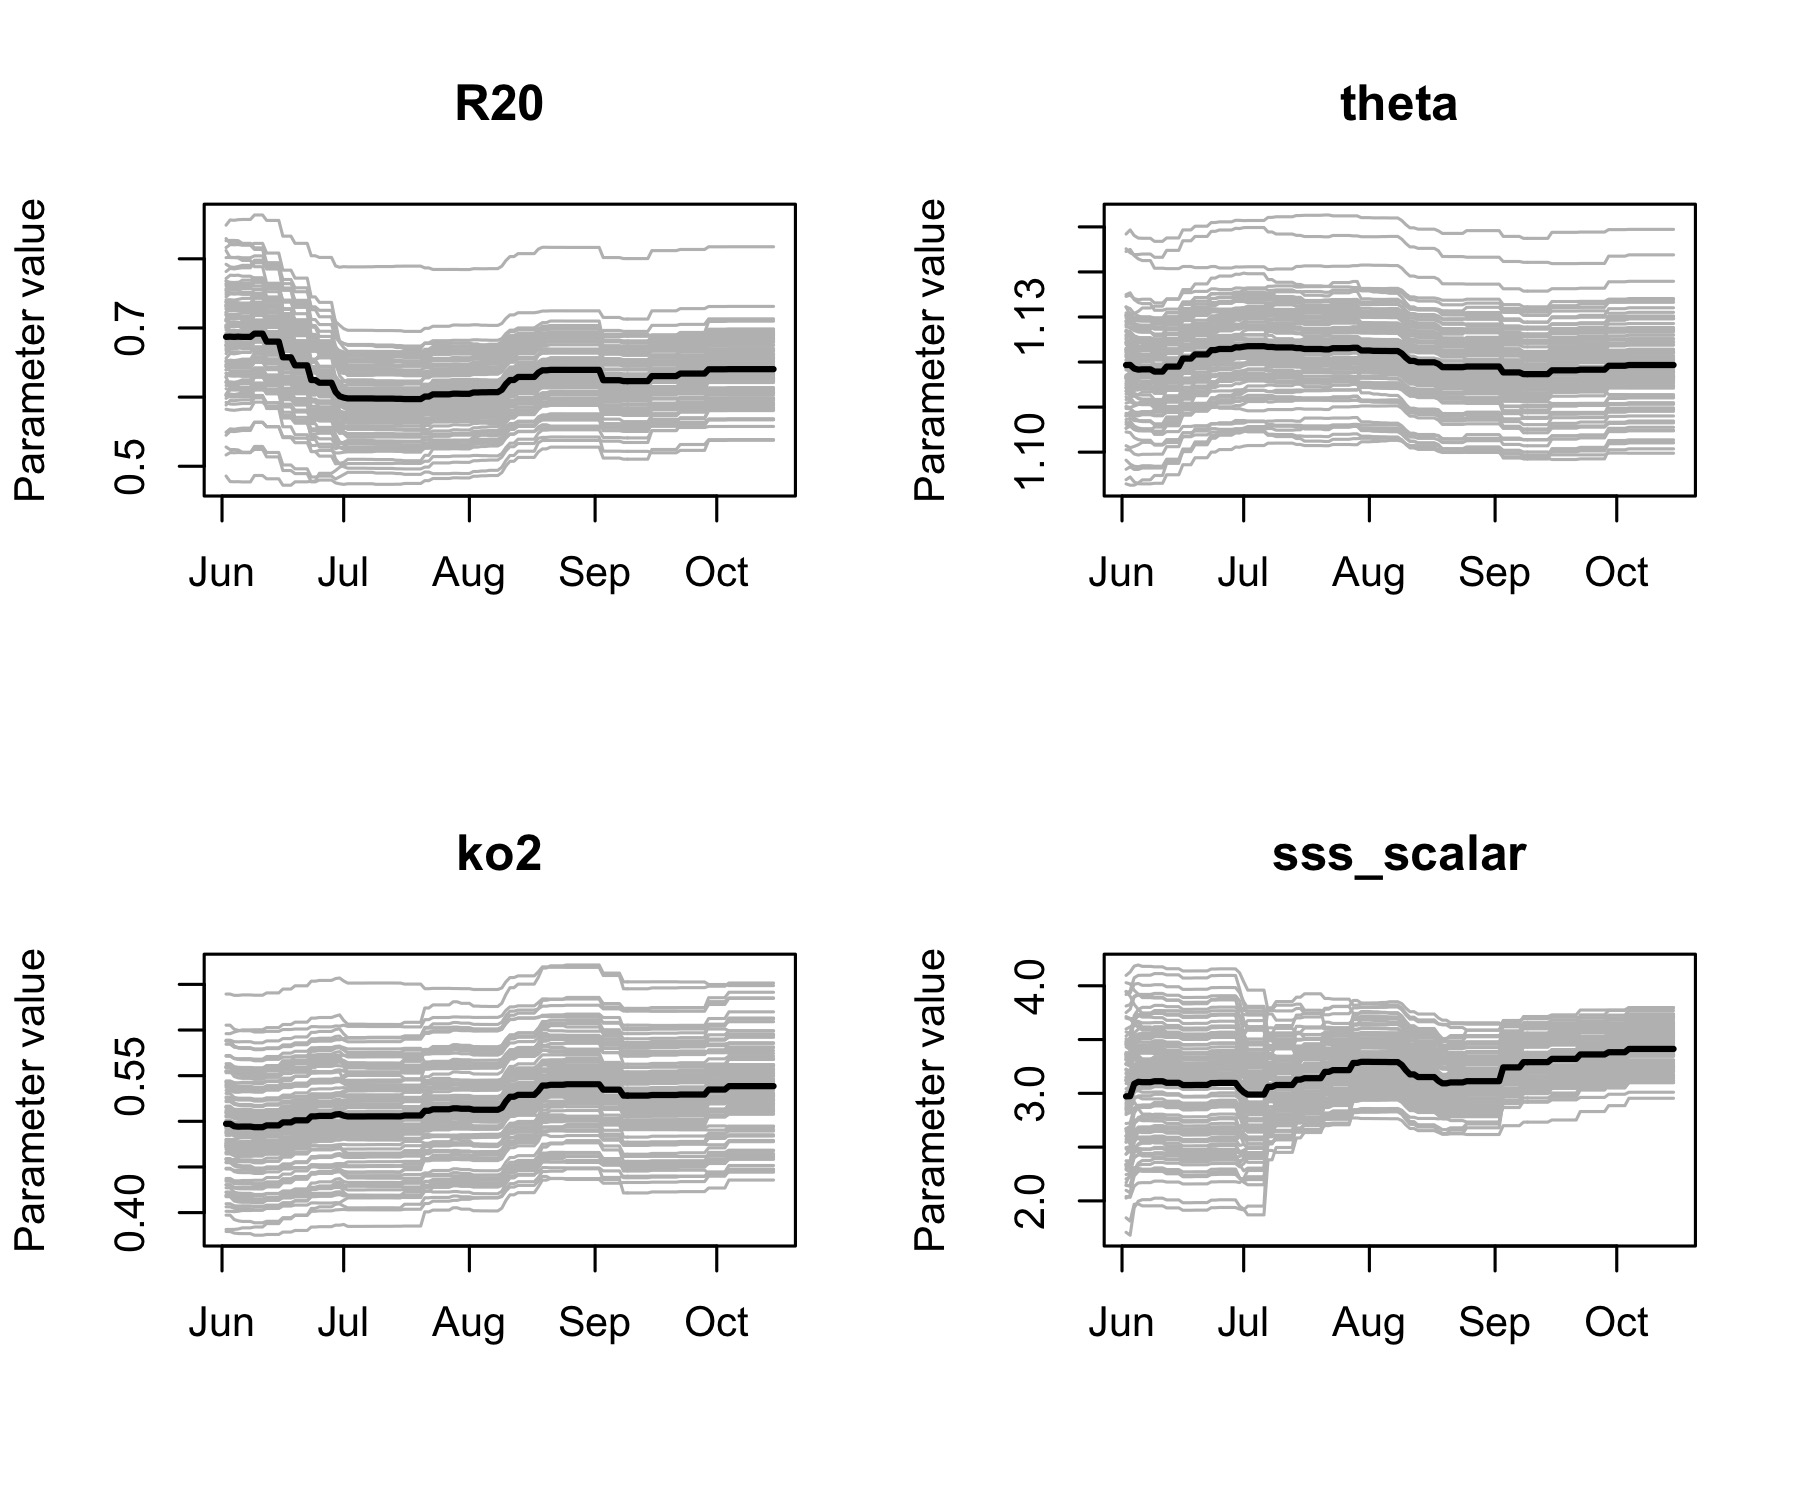 R20
Parameter value
0.7
0.5
Jun Jul Aug Sep Oct
theta
Parameter value
1.13
1.10
Jun Jul Aug Sep Oct
ko2
Parameter value
0.55
0.40
Jun Jul Aug Sep Oct
sss_scalar
Parameter value
4.0
3.0
2.0
Jun Jul Aug Sep Oct